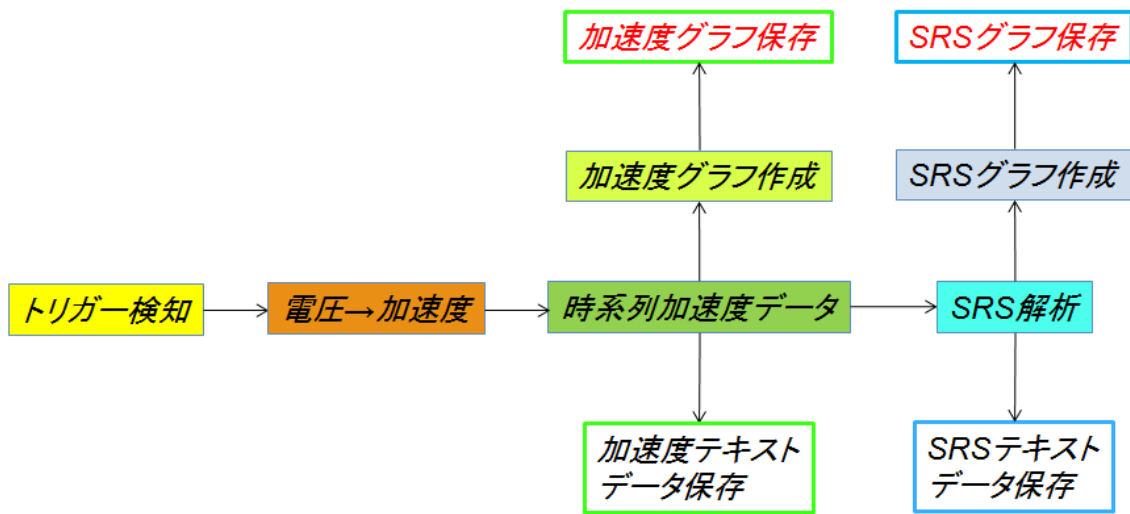 加速度グラフ保存
SRSグラフ保存
加速度グラフ作成
SRSグラフ作成
トリガー検知
電圧→加速度
時系列加速度データ
SRS解析
加速度テキスト
データ保存
SRSテキスト
データ保存